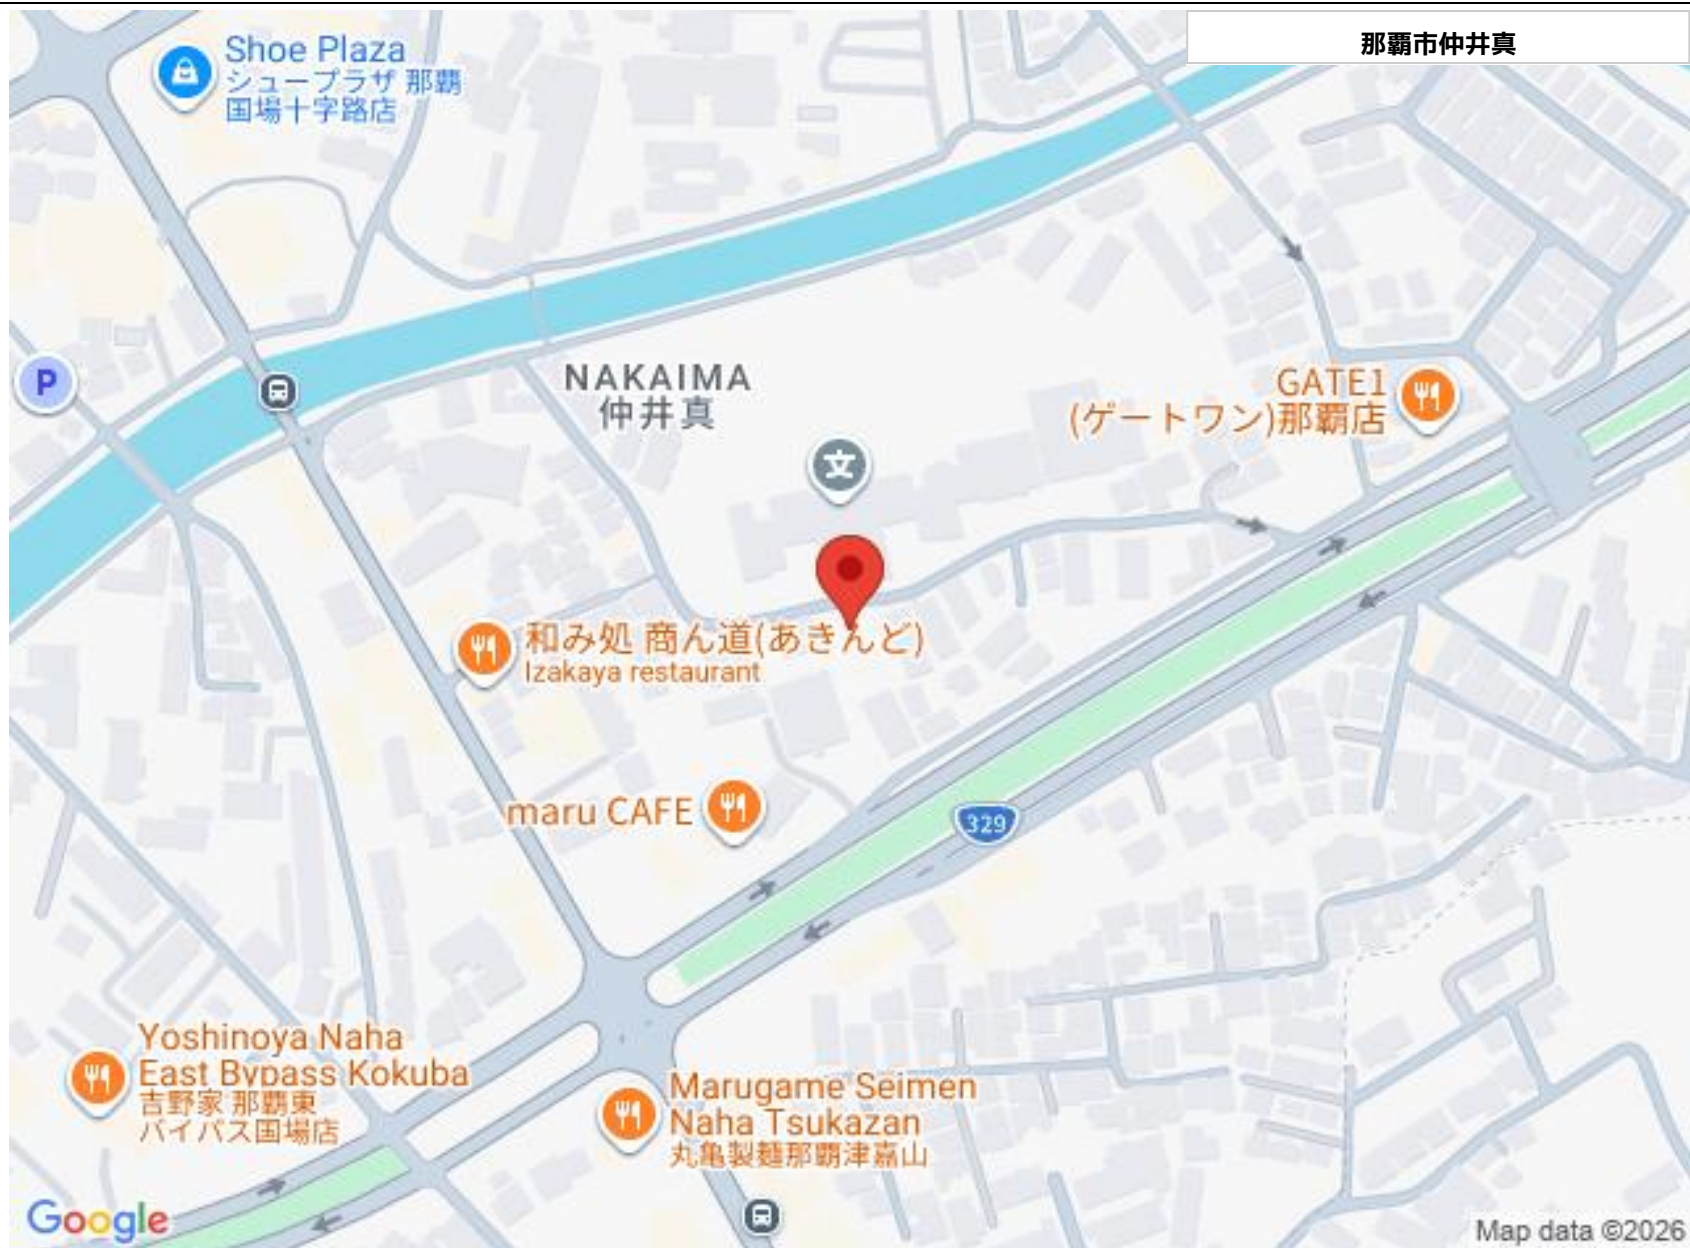 那覇市仲井真
Shoe Plaza
シュープラザ 那覇
国場十字路店
P
NAKAIMA
仲井真
文
GATE1
(ゲートワン)那覇店
和み処 商ん道(あきんど)
Izakaya restaurant
maru CAFE
329
Yoshinoya Naha
East Bypass Kokuba
吉野家 那覇東
バイパス国場店
Marugame Seimen
Naha Tsukazan
丸亀製麺那覇津嘉山
Google
Map data ©2026